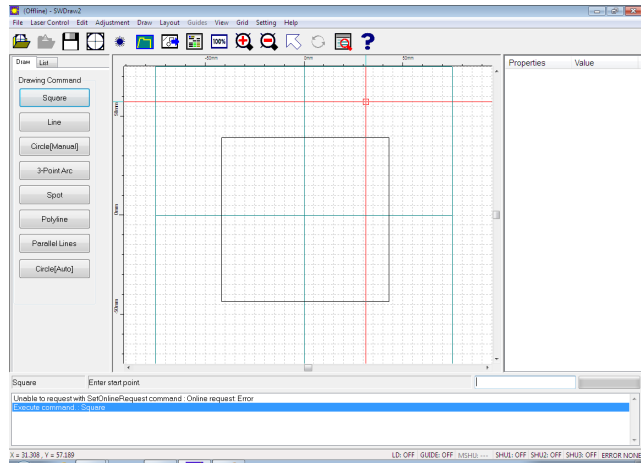 (Offline) - SWDraw2
File Laser Control Edit Adjustment Draw Layout Guides View Grid Setting Help
100%
Draw List
Drawing Command
Square
Line
Circle[Manual]
3-Point Arc
Spot
Polyline
Parallel Lines
Circle[Auto]
-50mm 0mm 50mm
50mm
0mm
-50mm
Properties Value
Square Enter start point.
Unable to request with SetOnlineRequest command : Online request Error
Execute command. : Square
X = 31.308 , Y = 57.189 LD: OFF GUIDE: OFF MSHU: --- SHU1: OFF SHU2: OFF SHU3: OFF ERROR NONE